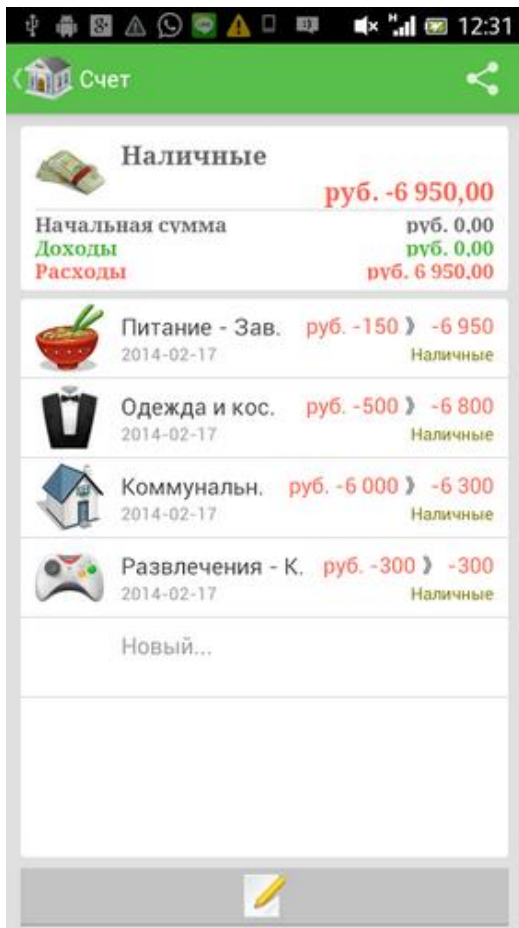 12:31
Счет
Наличные
руб. -6 950,00
Начальная сумма руб. 0,00
Доходы руб. 0,00
Расходы руб. 6 950,00
Питание - Зав. руб. -150 》 -6 950
2014-02-17 Наличные
Одежда и кос. руб. -500 》 -6 800
2014-02-17 Наличные
Коммунальн. руб. -6 000 》 -6 300
2014-02-17 Наличные
Развлечения - К. руб. -300 》 -300
2014-02-17 Наличные
Новый...